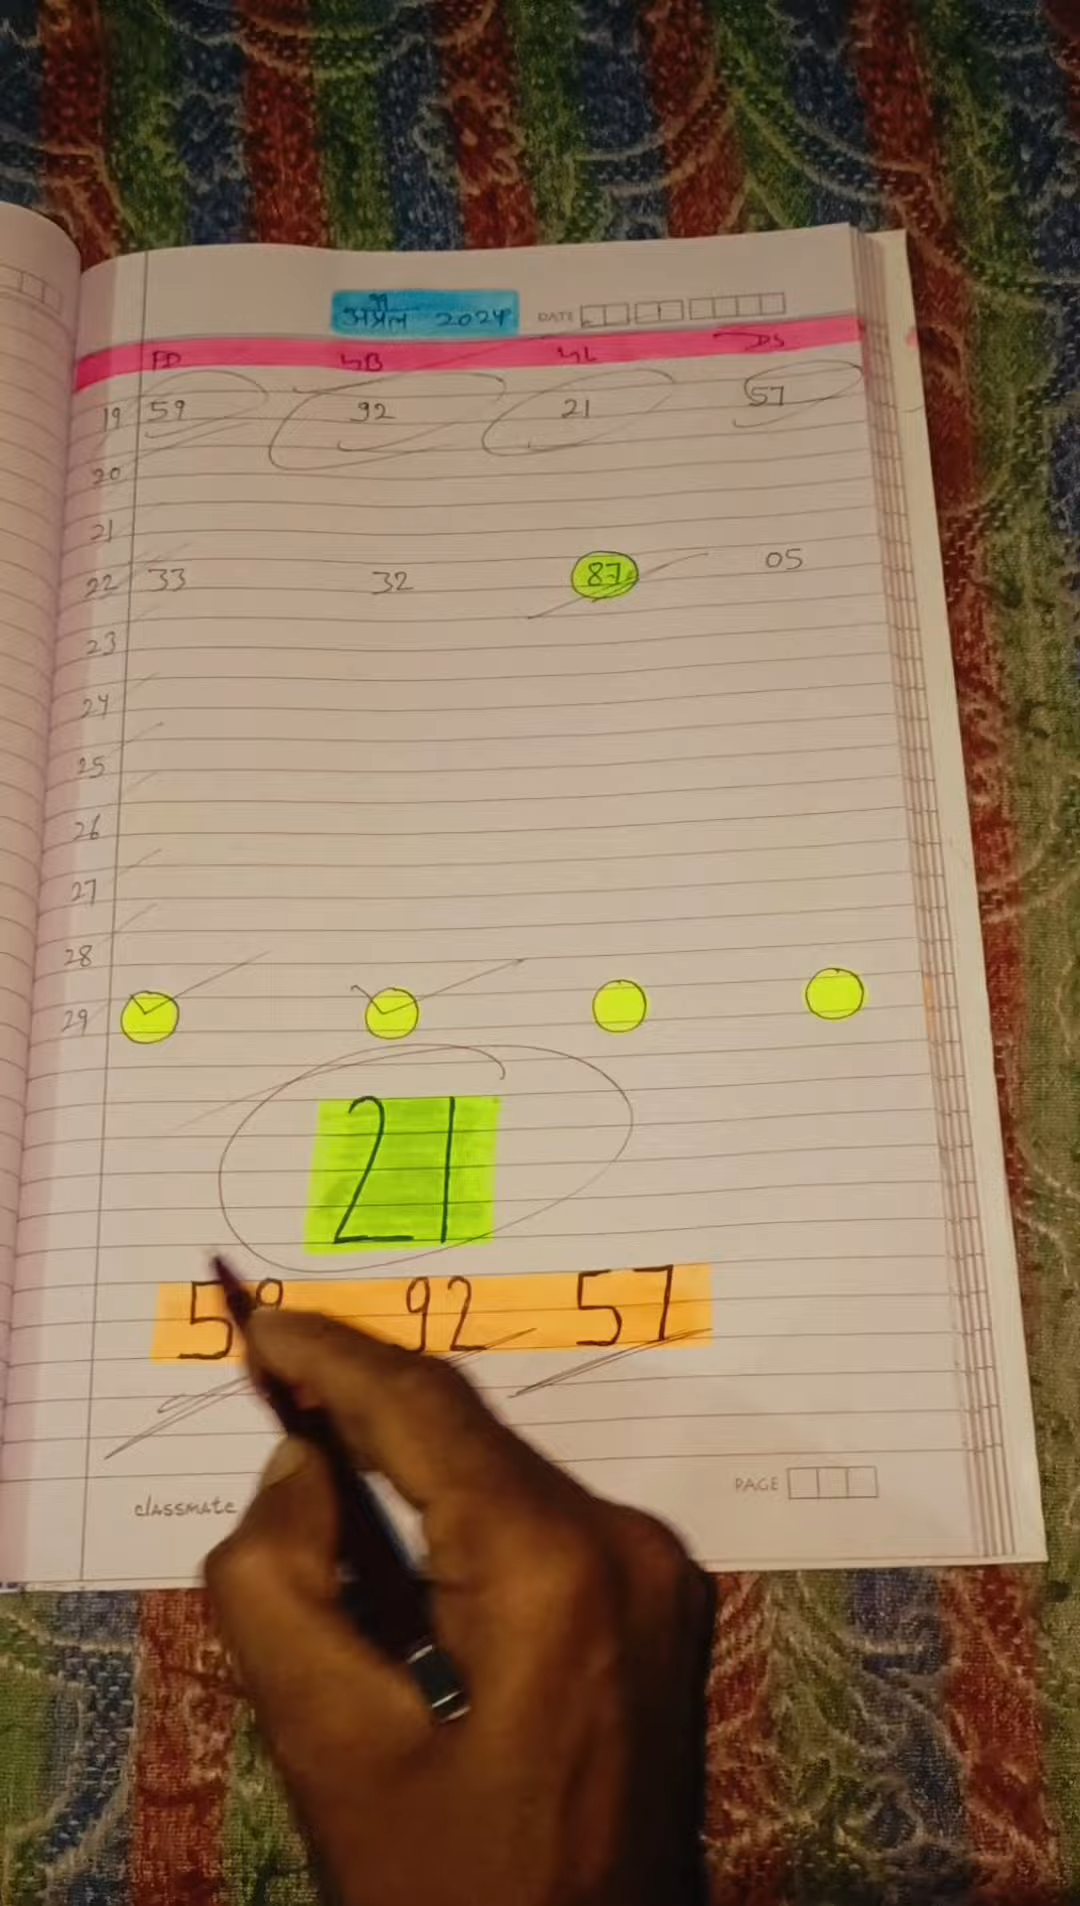 अप्रैल 2024 DATE
FD GB GL DS
19 59 92 21 57
20
21
22 33 32 87 05
23
24
25
26
27
28
29
21
59 92 57
classmate PAGE